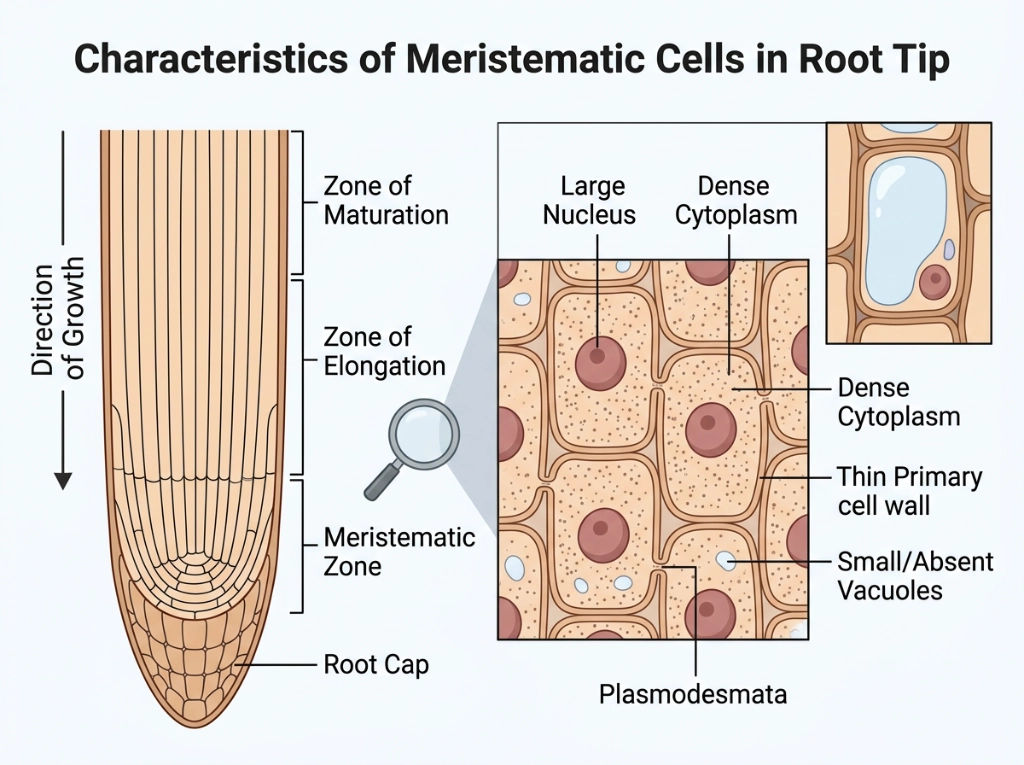 Characteristics of Meristematic Cells in Root Tip
Direction
of Growth
Zone of
Maturation
Zone of
Elongation
Meristematic
Zone
Root Cap
Large
Nucleus
Dense
Cytoplasm
Dense
Cytoplasm
Thin Primary
cell wall
Small/Absent
Vacuoles
Plasmodesmata